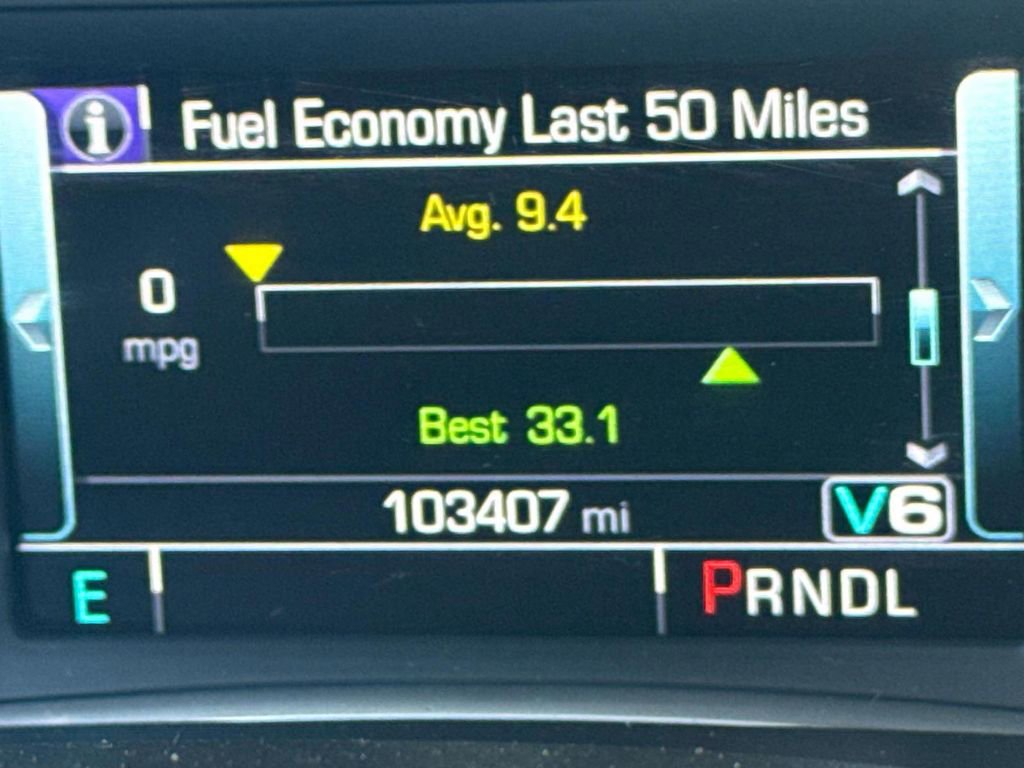 i Fuel Economy Last 50 Miles
Avg. 9.4
0
mpg
Best 33.1
103407 mi V6
E PRNDL